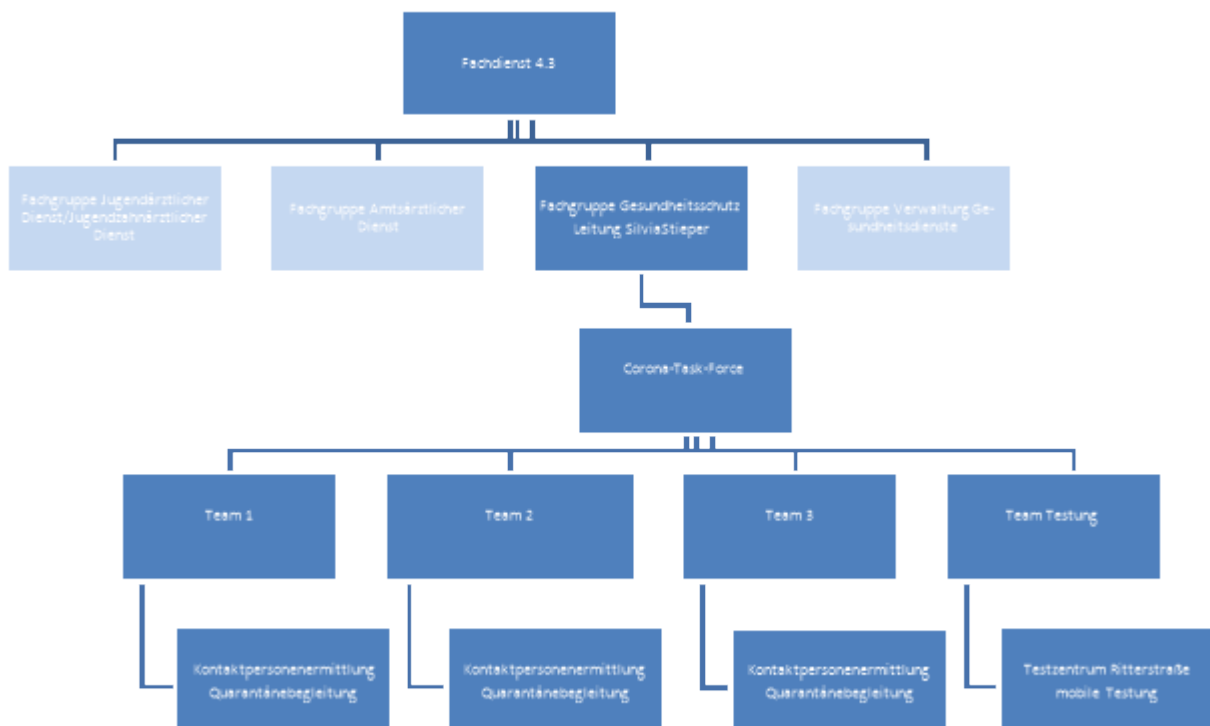 Fachdienst 4.3
Fachgruppe Jugendärztlicher
Dienst/Jugendzahnärztlicher
Dienst
Fachgruppe Amtsärztlicher
Dienst
Fachgruppe Gesundheitsschutz
Leitung SilviaStieper
Fachgruppe Verwaltung Ge-
sundheitsdienste
Corona-Task-Force
Team 1
Team 2
Team 3
Team Testung
Kontaktpersonenermittlung
Quarantänebegleitung
Kontaktpersonenermittlung
Quarantänebegleitung
Kontaktpersonenermittlung
Quarantänebegleitung
Testzentrum Ritterstraße
mobile Testung